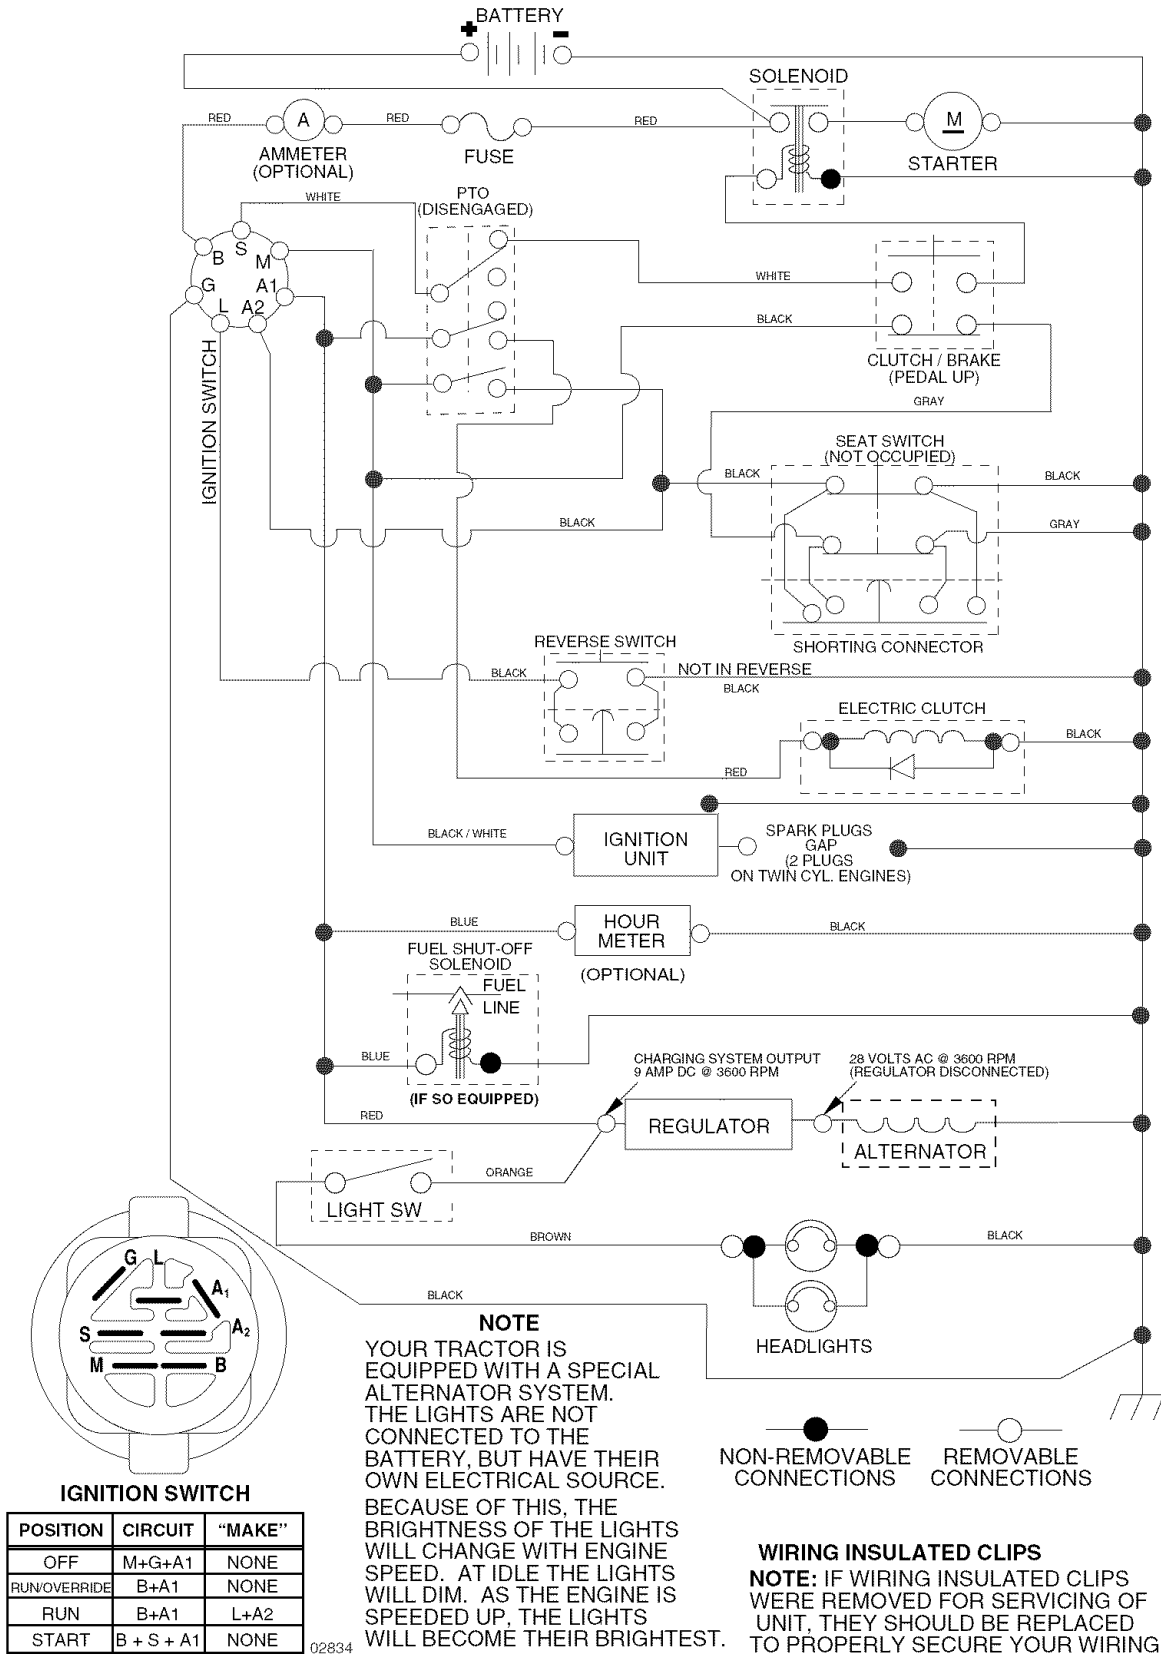 BATTERY
+
-
SOLENOID
RED
A
RED
RED
M
AMMETER
(OPTIONAL)
FUSE
STARTER
WHITE
PTO
(DISENGAGED)
B
S
M
G
A1
L
A2
WHITE
BLACK
IGNITION SWITCH
CLUTCH / BRAKE
(PEDAL UP)
GRAY
SEAT SWITCH
(NOT OCCUPIED)
BLACK
BLACK
BLACK
GRAY
REVERSE SWITCH
SHORTING CONNECTOR
BLACK
NOT IN REVERSE
BLACK
ELECTRIC CLUTCH
BLACK
RED
BLACK / WHITE
IGNITION
UNIT
SPARK PLUGS
GAP
(2 PLUGS
ON TWIN CYL. ENGINES)
BLUE
HOUR
METER
BLACK
(OPTIONAL)
FUEL SHUT-OFF
SOLENOID
FUEL
LINE
BLUE
(IF SO EQUIPPED)
CHARGING SYSTEM OUTPUT
9 AMP DC @ 3600 RPM
28 VOLTS AC @ 3600 RPM
(REGULATOR DISCONNECTED)
RED
REGULATOR
ALTERNATOR
ORANGE
LIGHT SW
BROWN
BLACK
BLACK
HEADLIGHTS
G
L
A1
A2
S
M
B
IGNITION SWITCH
POSITION CIRCUIT "MAKE"
OFF M+G+A1 NONE
RUN/OVERRIDE B+A1 NONE
RUN B+A1 L+A2
START B + S + A1 NONE
02834
NOTE
YOUR TRACTOR IS
EQUIPPED WITH A SPECIAL
ALTERNATOR SYSTEM.
THE LIGHTS ARE NOT
CONNECTED TO THE
BATTERY, BUT HAVE THEIR
OWN ELECTRICAL SOURCE.
BECAUSE OF THIS, THE
BRIGHTNESS OF THE LIGHTS
WILL CHANGE WITH ENGINE
SPEED. AT IDLE THE LIGHTS
WILL DIM. AS THE ENGINE IS
SPEEDED UP, THE LIGHTS
WILL BECOME THEIR BRIGHTEST.
NON-REMOVABLE
CONNECTIONS
REMOVABLE
CONNECTIONS
WIRING INSULATED CLIPS
NOTE: IF WIRING INSULATED CLIPS
WERE REMOVED FOR SERVICING OF
UNIT, THEY SHOULD BE REPLACED
TO PROPERLY SECURE YOUR WIRING